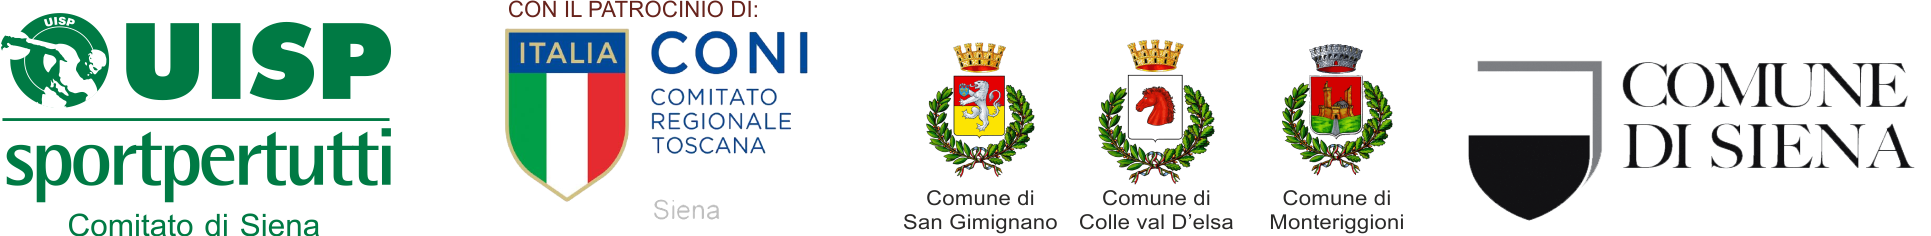 UISP
UISP
sportpertutti
Comitato di Siena
CON IL PATROCINIO DI:
ITALIA
CONI
COMITATO
REGIONALE
TOSCANA
Siena
Comune di
San Gimignano
Comune di
Colle val D'elsa
Comune di
Monteriggioni
COMUNE
DI SIENA